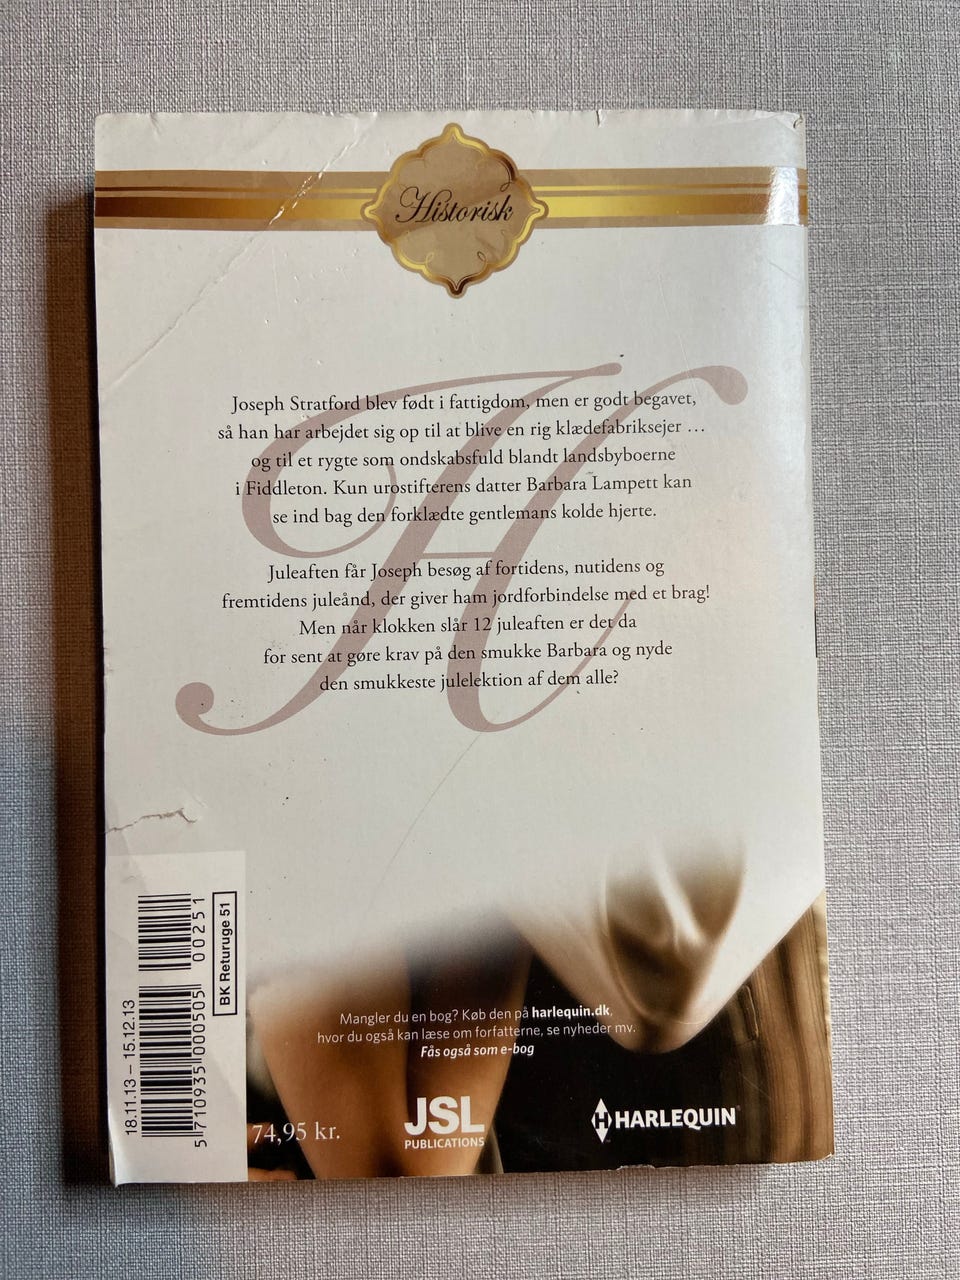 Historisk
Joseph Stratford blev født i fattigdom, men er godt begavet,
så han har arbejdet sig op til at blive en rig klædefabriksejer ...
og til et rygte som ondskabsfuld blandt landsbyboerne
i Fiddleton. Kun urostifterens datter Barbara Lampett kan
se ind bag den forklædte gentlemans kolde hjerte.
Juleaften får Joseph besøg af fortidens, nutidens og
fremtidens juleånd, der giver ham jordforbindelse med et brag!
Men når klokken slår 12 juleaften er det da
for sent at gøre krav på den smukke Barbara og nyde
den smukkeste julelektion af dem alle?
H
18.11.13 – 15.12.13
5 710935 000505 00251
BK Returuge 51
Mangler du en bog? Køb den på harlequin.dk,
hvor du også kan læse om forfatterne, se nyheder mv.
Fås også som e-bog
74,95 kr.
JSL
PUBLICATIONS
H HARLEQUIN